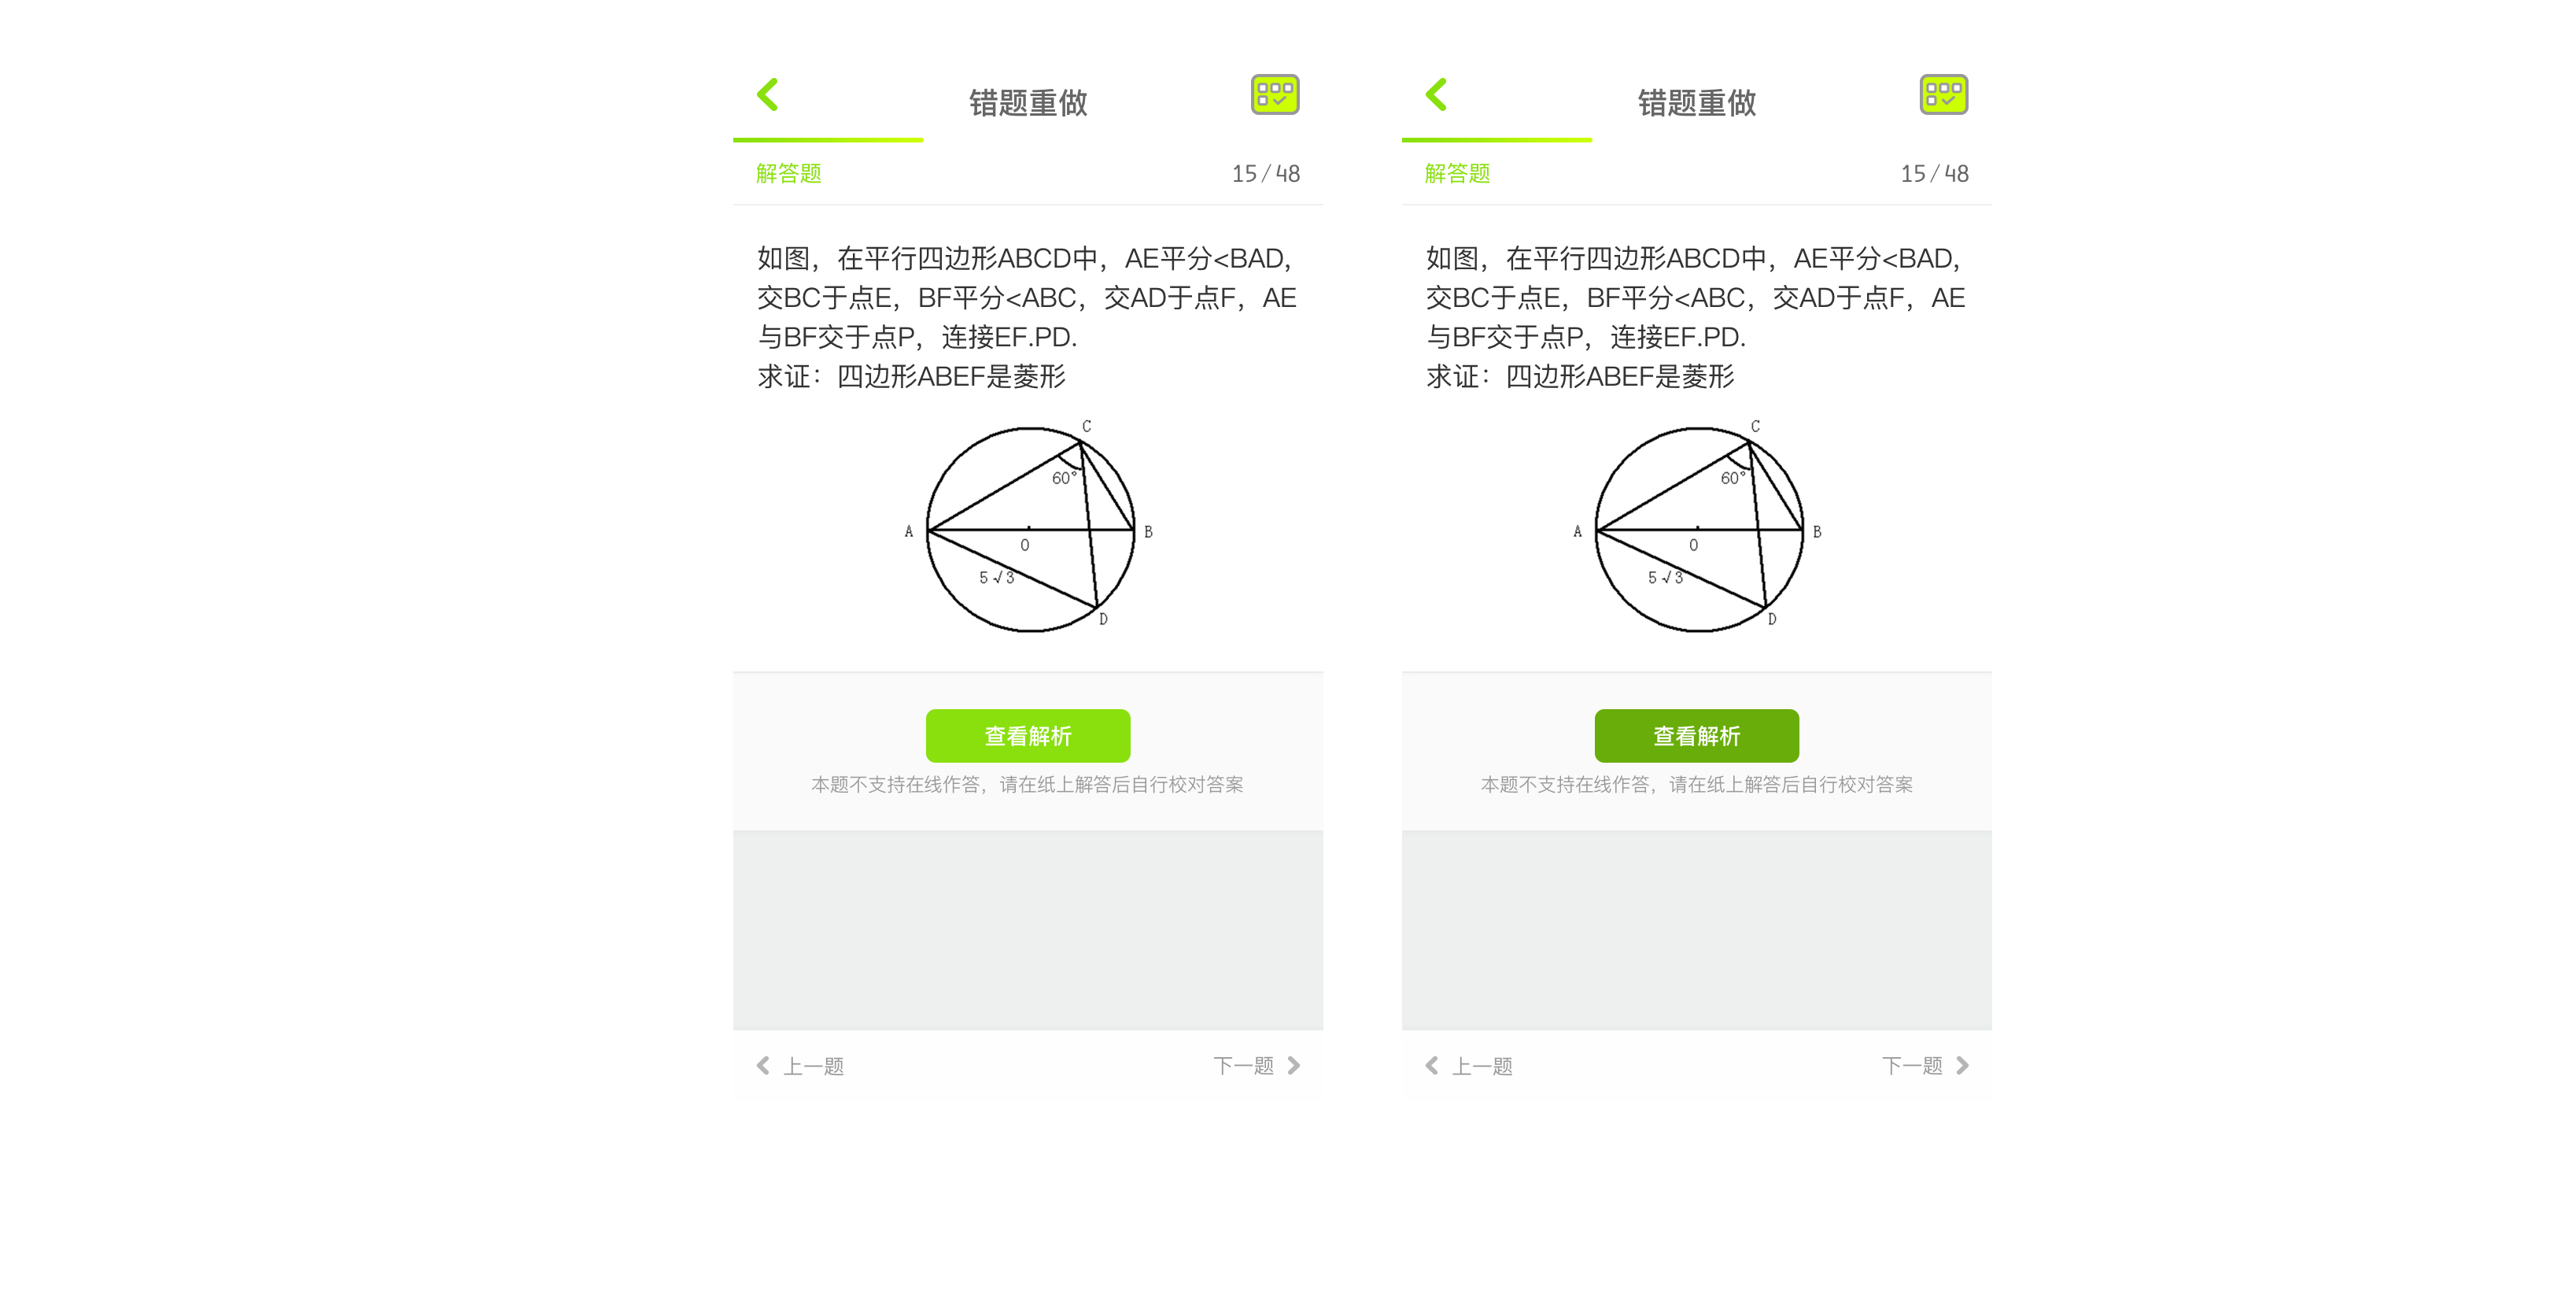 错题重做
解答题
15/48
如图，在平行四边形ABCD中，AE平分<BAD,
交BC于点E，BF平分<ABC，交AD于点F，AE
与BF交于点P，连接EF.PD.
求证：四边形ABEF是菱形
C
60°
A
B
0
5√3
D
查看解析
本题不支持在线作答，请在纸上解答后自行校对答案
上一题
下一题
错题重做
解答题
15/48
如图，在平行四边形ABCD中，AE平分<BAD,
交BC于点E，BF平分<ABC，交AD于点F，AE
与BF交于点P，连接EF.PD.
求证：四边形ABEF是菱形
C
60°
A
B
0
5√3
D
查看解析
本题不支持在线作答，请在纸上解答后自行校对答案
上一题
下一题